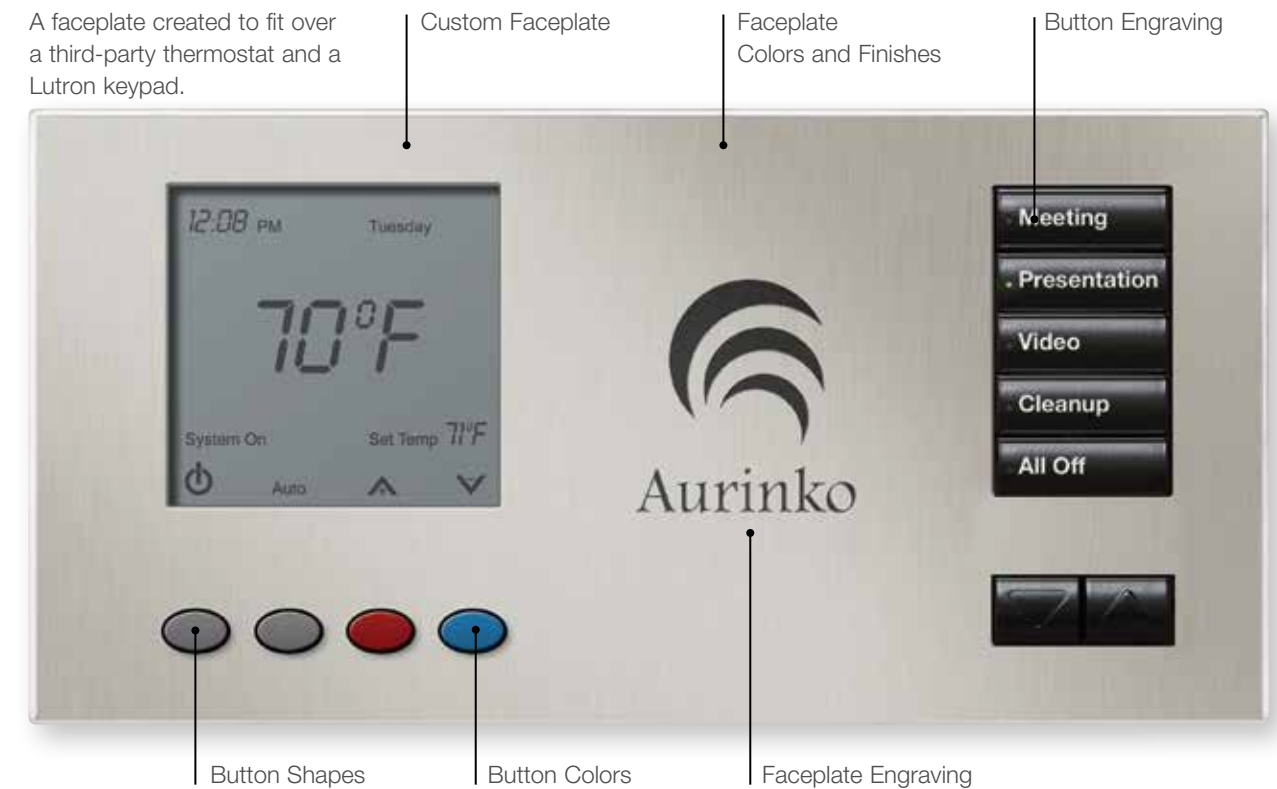 A faceplate created to fit over
a third-party thermostat and a
Lutron keypad.
Custom Faceplate
Faceplate
Colors and Finishes
Button Engraving
12:08 PM
Tuesday
70°F
System On
Set Temp 71°F
Auto
Aurinko
Meeting
Presentation
Video
Cleanup
All Off
Button Shapes
Button Colors
Faceplate Engraving